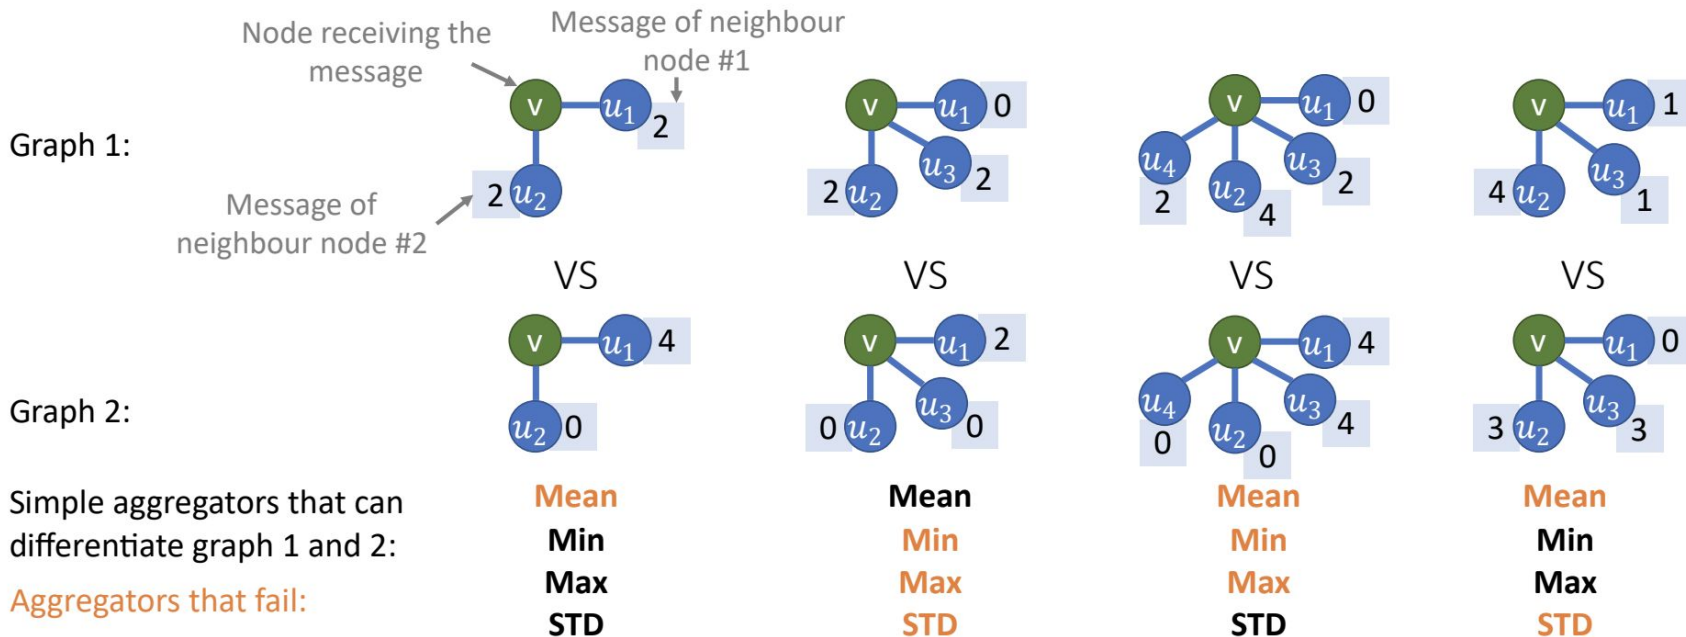 Node receiving the
message
Message of neighbour
node #1
Graph 1:
v
u₁
2
2
u₂
Message of
neighbour node #2
v
u₁
0
u₃
2
2
u₂
v
u₁
0
u₄
2
u₂
4
u₃
2
v
u₁
1
u₃
1
4
u₂
VS
VS
VS
VS
Graph 2:
v
u₁
4
u₂
0
v
u₁
2
u₃
0
0
u₂
v
u₁
4
u₄
0
u₂
0
u₃
4
v
u₁
0
u₃
3
3
u₂
Simple aggregators that can
differentiate graph 1 and 2:
Aggregators that fail:
Mean
Min
Max
STD
Mean
Min
Max
STD
Mean
Min
Max
STD
Mean
Min
Max
STD